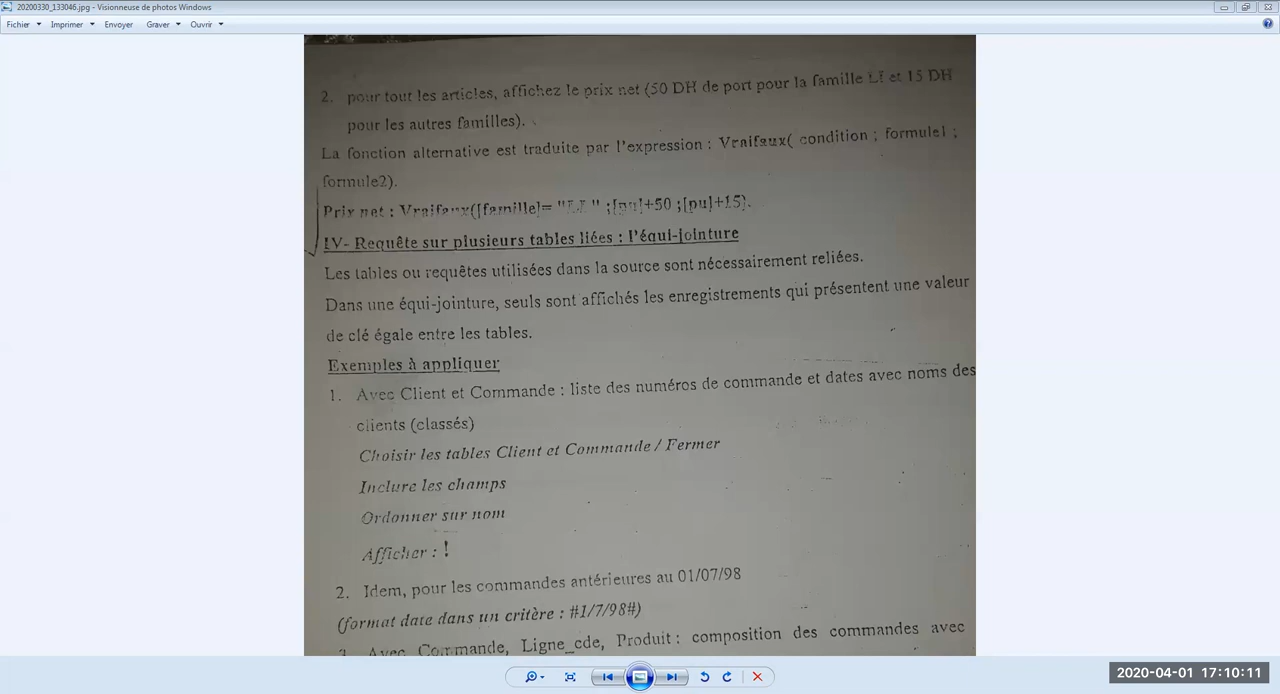 20200330_133046.jpg - Visionneuse de photos Windows
Fichier Imprimer Envoyer Graver Ouvrir
2. pour tout les articles, affichez le prix net (50 DH de port pour la famille LI et 15 DH
pour les autres familles).
La fonction alternative est traduite par l'expression : Vraifaux( condition ; formule1 ;
formule2).
Prix net : Vraifaux([famille]= "LI " ;[pu]+50 ;[pu]+15).
IV- Requête sur plusieurs tables liées : l'équi-jointure
Les tables ou requêtes utilisées dans la source sont nécessairement reliées.
Dans une équi-jointure, seuls sont affichés les enregistrements qui présentent une valeur
de clé égale entre les tables.
Exemples à appliquer
1. Avec Client et Commande : liste des numéros de commande et dates avec noms des
clients (classés)
Choisir les tables Client et Commande / Fermer
Inclure les champs
Ordonner sur nom
Afficher : !
2. Idem, pour les commandes antérieures au 01/07/98
(format date dans un critère : #1/7/98#)
3. Avec Commande, Ligne_cde, Produit : composition des commandes avec
2020-04-01 17:10:11